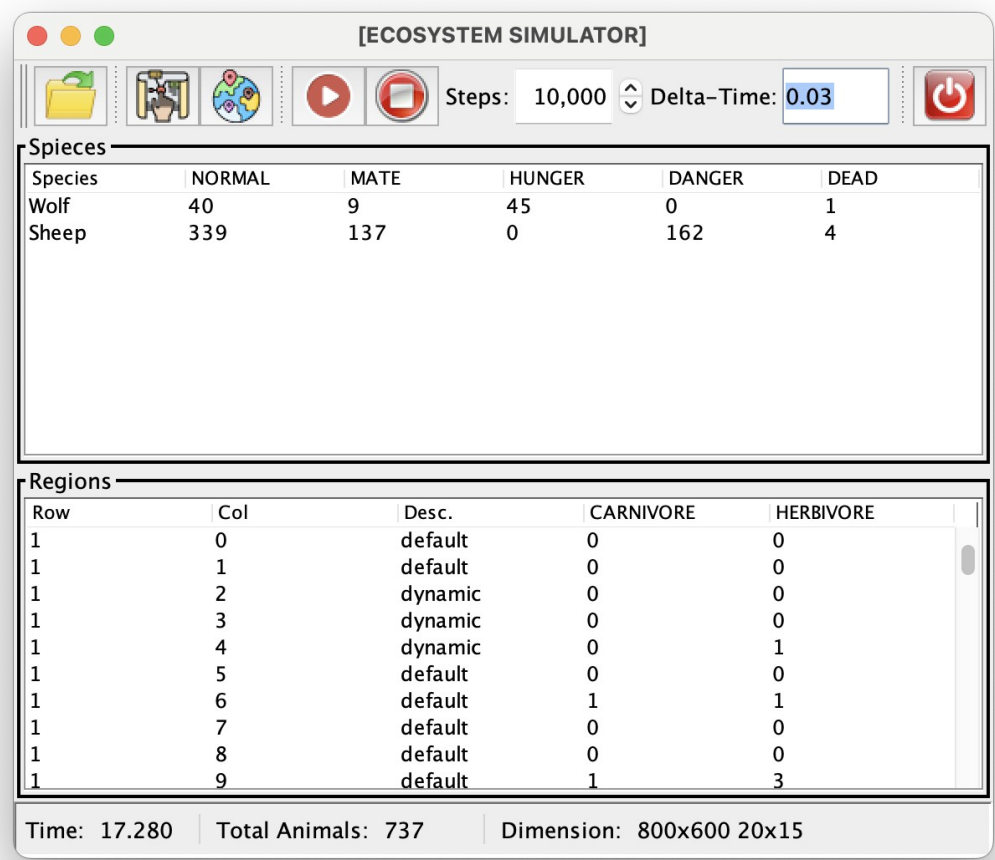 [ECOSYSTEM SIMULATOR]
Steps: 10,000 Delta-Time: 0.03
Spieces
Species NORMAL MATE HUNGER DANGER DEAD
Wolf 40 9 45 0 1
Sheep 339 137 0 162 4
Regions
Row Col Desc. CARNIVORE HERBIVORE
1 0 default 0 0
1 1 default 0 0
1 2 dynamic 0 0
1 3 dynamic 0 0
1 4 dynamic 0 1
1 5 default 0 0
1 6 default 1 1
1 7 default 0 0
1 8 default 0 0
1 9 default 1 3
Time: 17.280 Total Animals: 737 Dimension: 800x600 20x15